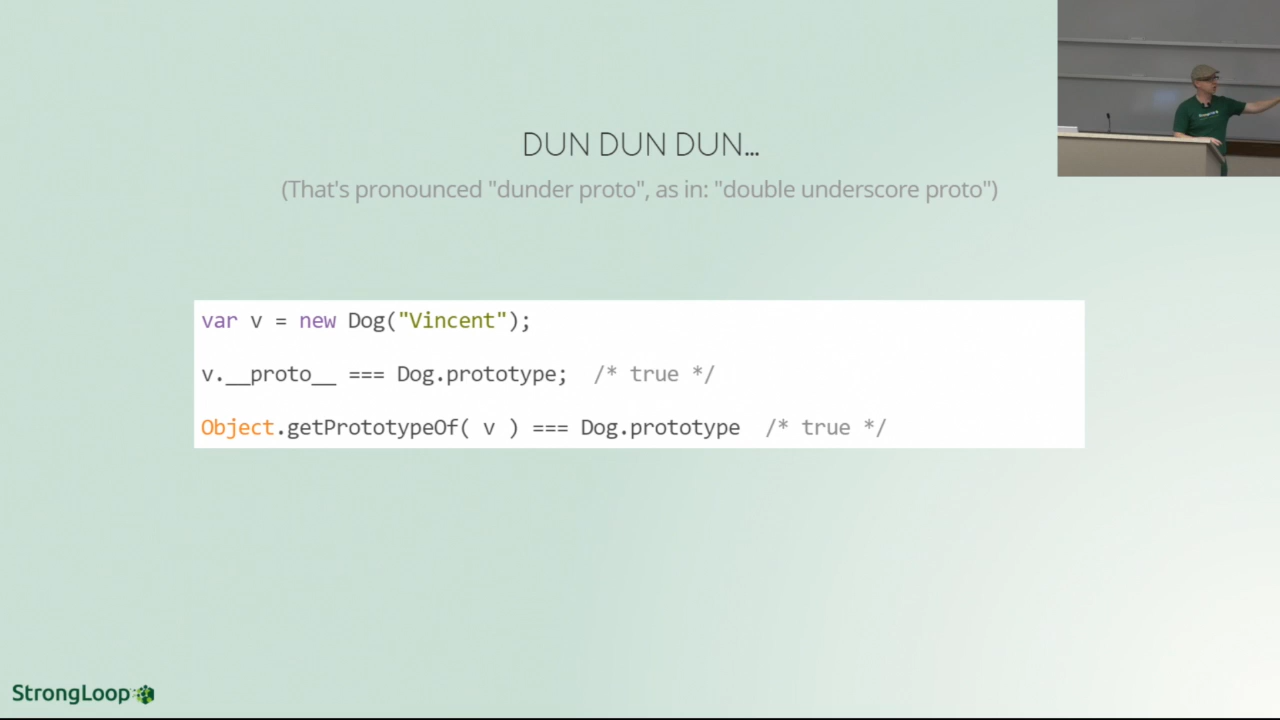 DUN DUN DUN...
(That's pronounced "dunder proto", as in: "double underscore proto")
var v = new Dog("Vincent");
v.__proto__ === Dog.prototype;  /* true */
Object.getPrototypeOf( v ) === Dog.prototype  /* true */
StrongLoop